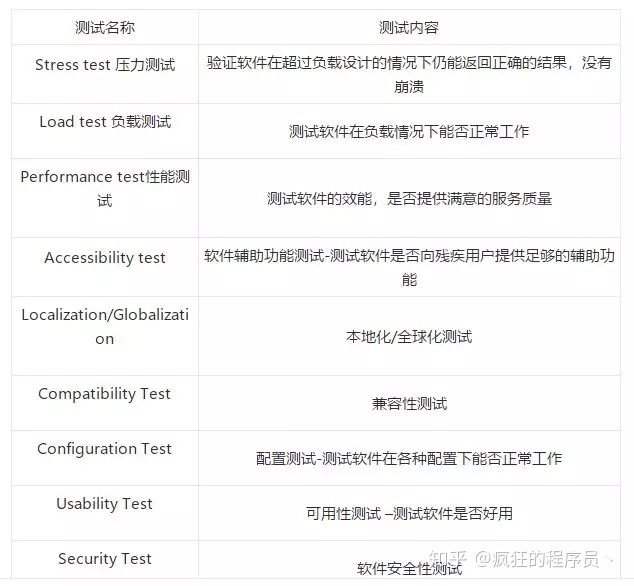 测试名称
测试内容
Stress test 压力测试
验证软件在超过负载设计的情况下仍能返回正确的结果，没有
崩溃
Load test 负载测试
测试软件在负载情况下能否正常工作
Performance test性能测
试
测试软件的效能，是否提供满意的服务质量
Accessibility test
软件辅助功能测试-测试软件是否向残疾用户提供足够的辅助功
能
Localization/Globalizati
on
本地化/全球化测试
Compatibility Test
兼容性测试
Configuration Test
配置测试-测试软件在各种配置下能否正常工作
Usability Test
可用性测试 –测试软件是否好用
Security Test
软件安全性测试
知乎 @疯狂的程序员